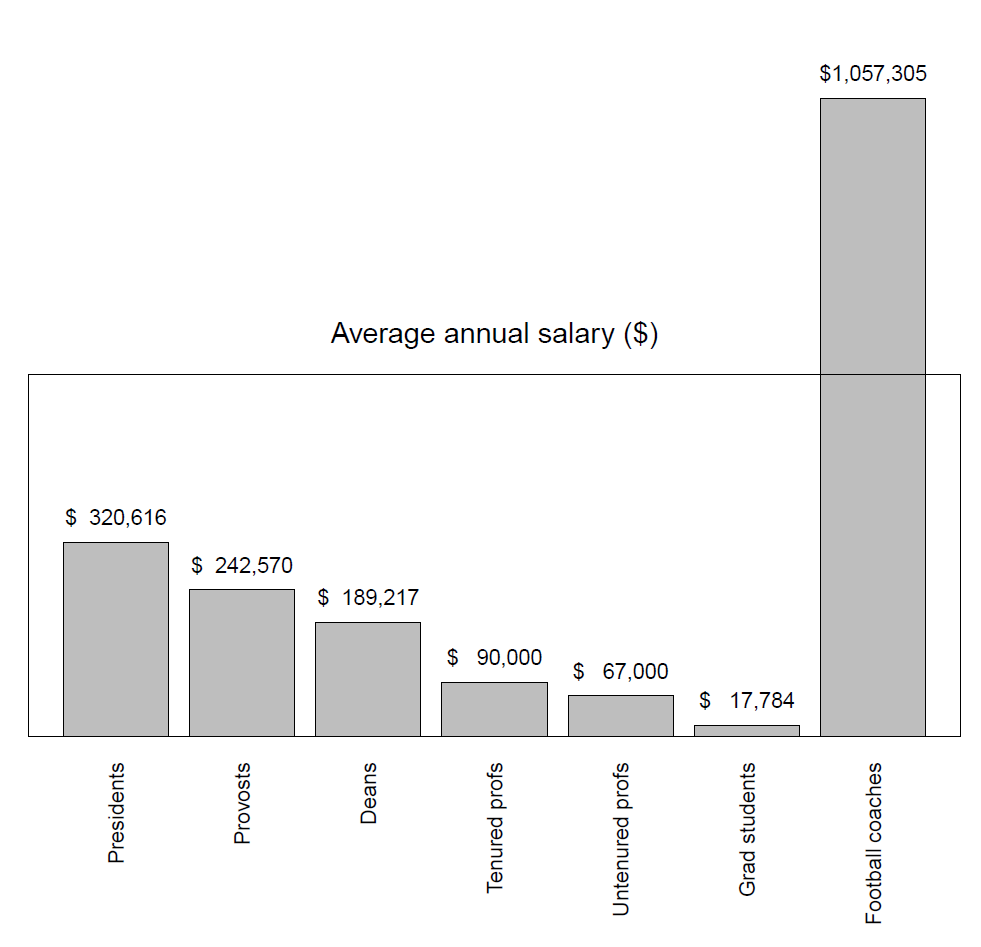 $1,057,305
Average annual salary ($)
$ 320,616
$ 242,570
$ 189,217
$ 90,000
$ 67,000
$ 17,784
Presidents
Provosts
Deans
Tenured profs
Untenured profs
Grad students
Football coaches